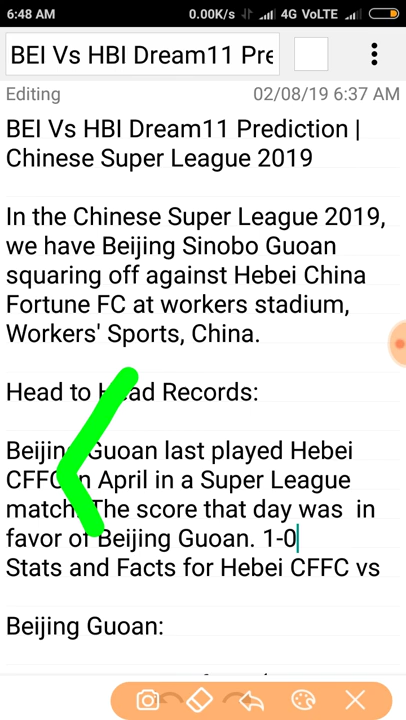 6:48 AM 0.00K/s 4G VoLTE
BEI Vs HBI Dream11 Pre
Editing 02/08/19 6:37 AM
BEI Vs HBI Dream11 Prediction |
Chinese Super League 2019
In the Chinese Super League 2019,
we have Beijing Sinobo Guoan
squaring off against Hebei China
Fortune FC at workers stadium,
Workers' Sports, China.
Head to Head Records:
Beijing Guoan last played Hebei
CFFC in April in a Super League
match. The score that day was in
favor of Beijing Guoan. 1-0
Stats and Facts for Hebei CFFC vs
Beijing Guoan: